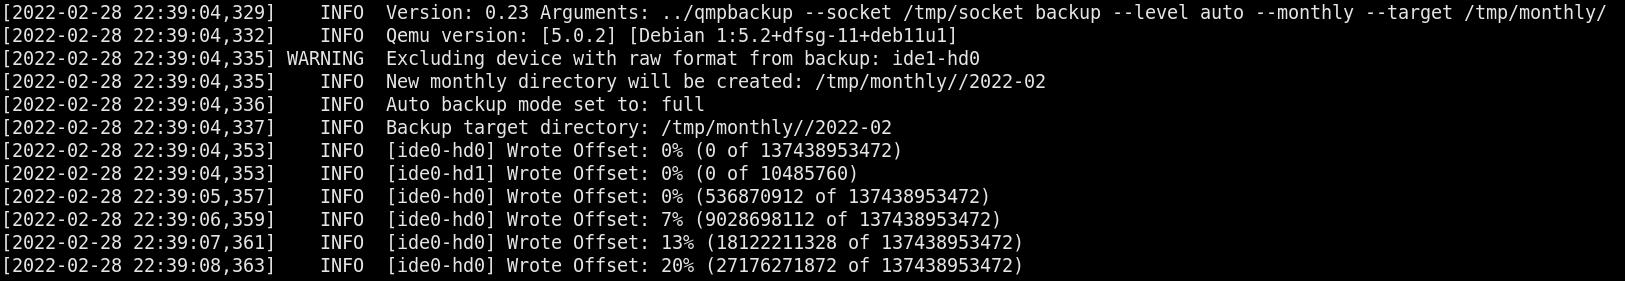 [2022-02-28 22:39:04,329]    INFO  Version: 0.23 Arguments: ../qmpbackup --socket /tmp/socket backup --level auto --monthly --target /tmp/monthly/
[2022-02-28 22:39:04,332]    INFO  Qemu version: [5.0.2] [Debian 1:5.2+dfsg-11+deb11u1]
[2022-02-28 22:39:04,335] WARNING  Excluding device with raw format from backup: ide1-hd0
[2022-02-28 22:39:04,335]    INFO  New monthly directory will be created: /tmp/monthly//2022-02
[2022-02-28 22:39:04,336]    INFO  Auto backup mode set to: full
[2022-02-28 22:39:04,337]    INFO  Backup target directory: /tmp/monthly//2022-02
[2022-02-28 22:39:04,353]    INFO  [ide0-hd0] Wrote Offset: 0% (0 of 137438953472)
[2022-02-28 22:39:04,353]    INFO  [ide0-hd1] Wrote Offset: 0% (0 of 10485760)
[2022-02-28 22:39:05,357]    INFO  [ide0-hd0] Wrote Offset: 0% (536870912 of 137438953472)
[2022-02-28 22:39:06,359]    INFO  [ide0-hd0] Wrote Offset: 7% (9028698112 of 137438953472)
[2022-02-28 22:39:07,361]    INFO  [ide0-hd0] Wrote Offset: 13% (18122211328 of 137438953472)
[2022-02-28 22:39:08,363]    INFO  [ide0-hd0] Wrote Offset: 20% (27176271872 of 137438953472)